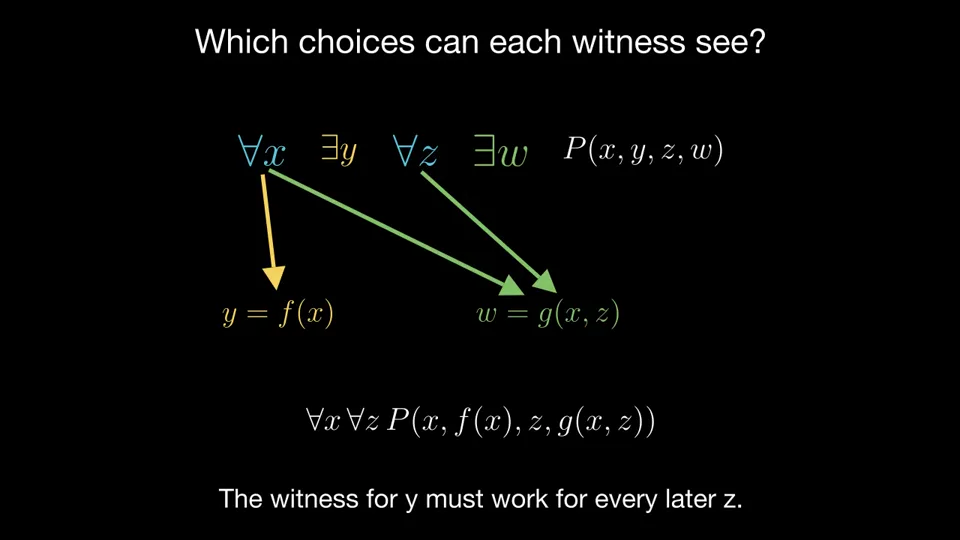 Which choices can each witness see?
∀x ∃y ∀z ∃w P(x, y, z, w)
y = f(x) w = g(x, z)
∀x ∀z P(x, f(x), z, g(x, z))
The witness for y must work for every later z.